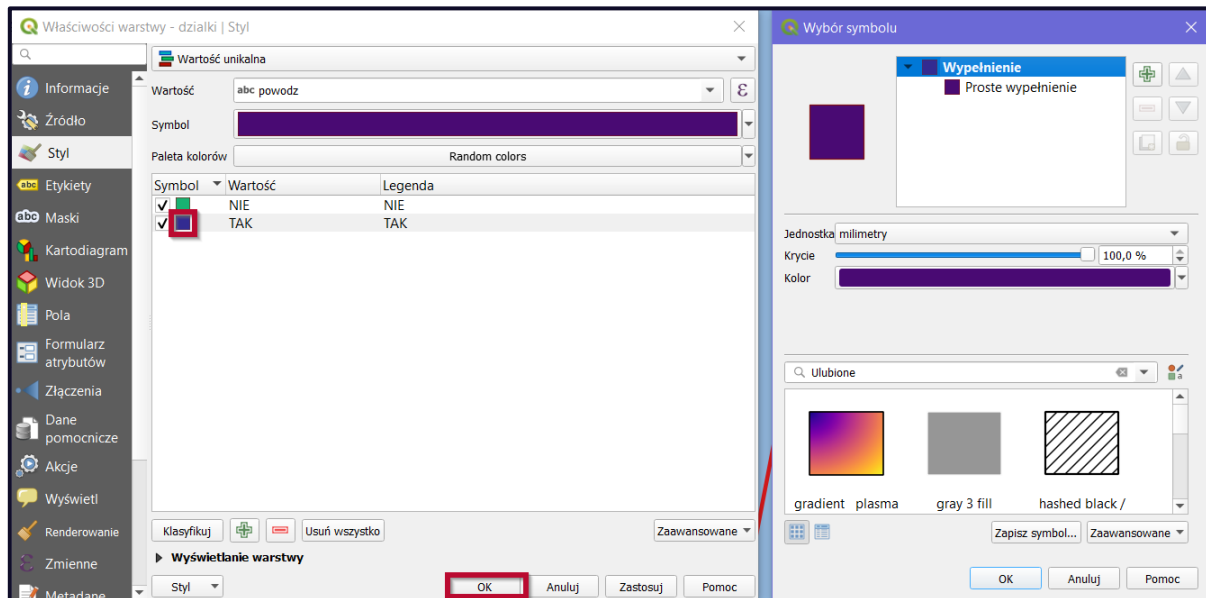 Właściwości warstwy - dzialki | Styl
Informacje
Źródło
Styl
abc Etykiety
abc Maski
Kartodiagram
Widok 3D
Pola
Formularz
atrybutów
Złączenia
Dane
pomocnicze
Akcje
Wyświetl
Renderowanie
Zmienne
Metadane
Wartość unikalna
Wartość
abc powodz
ε
Symbol
Paleta kolorów
Random colors
Symbol Wartość Legenda
NIE NIE
TAK TAK
Klasyfikuj
Usuń wszystko
Zaawansowane
Wyświetlanie warstwy
Styl
OK
Anuluj
Zastosuj
Pomoc
Wybór symbolu
Wypełnienie
Proste wypełnienie
Jednostka milimetry
Krycie
100,0 %
Kolor
Ulubione
gradient plasma
gray 3 fill
hashed black /
Zapisz symbol...
Zaawansowane
OK
Anuluj
Pomoc